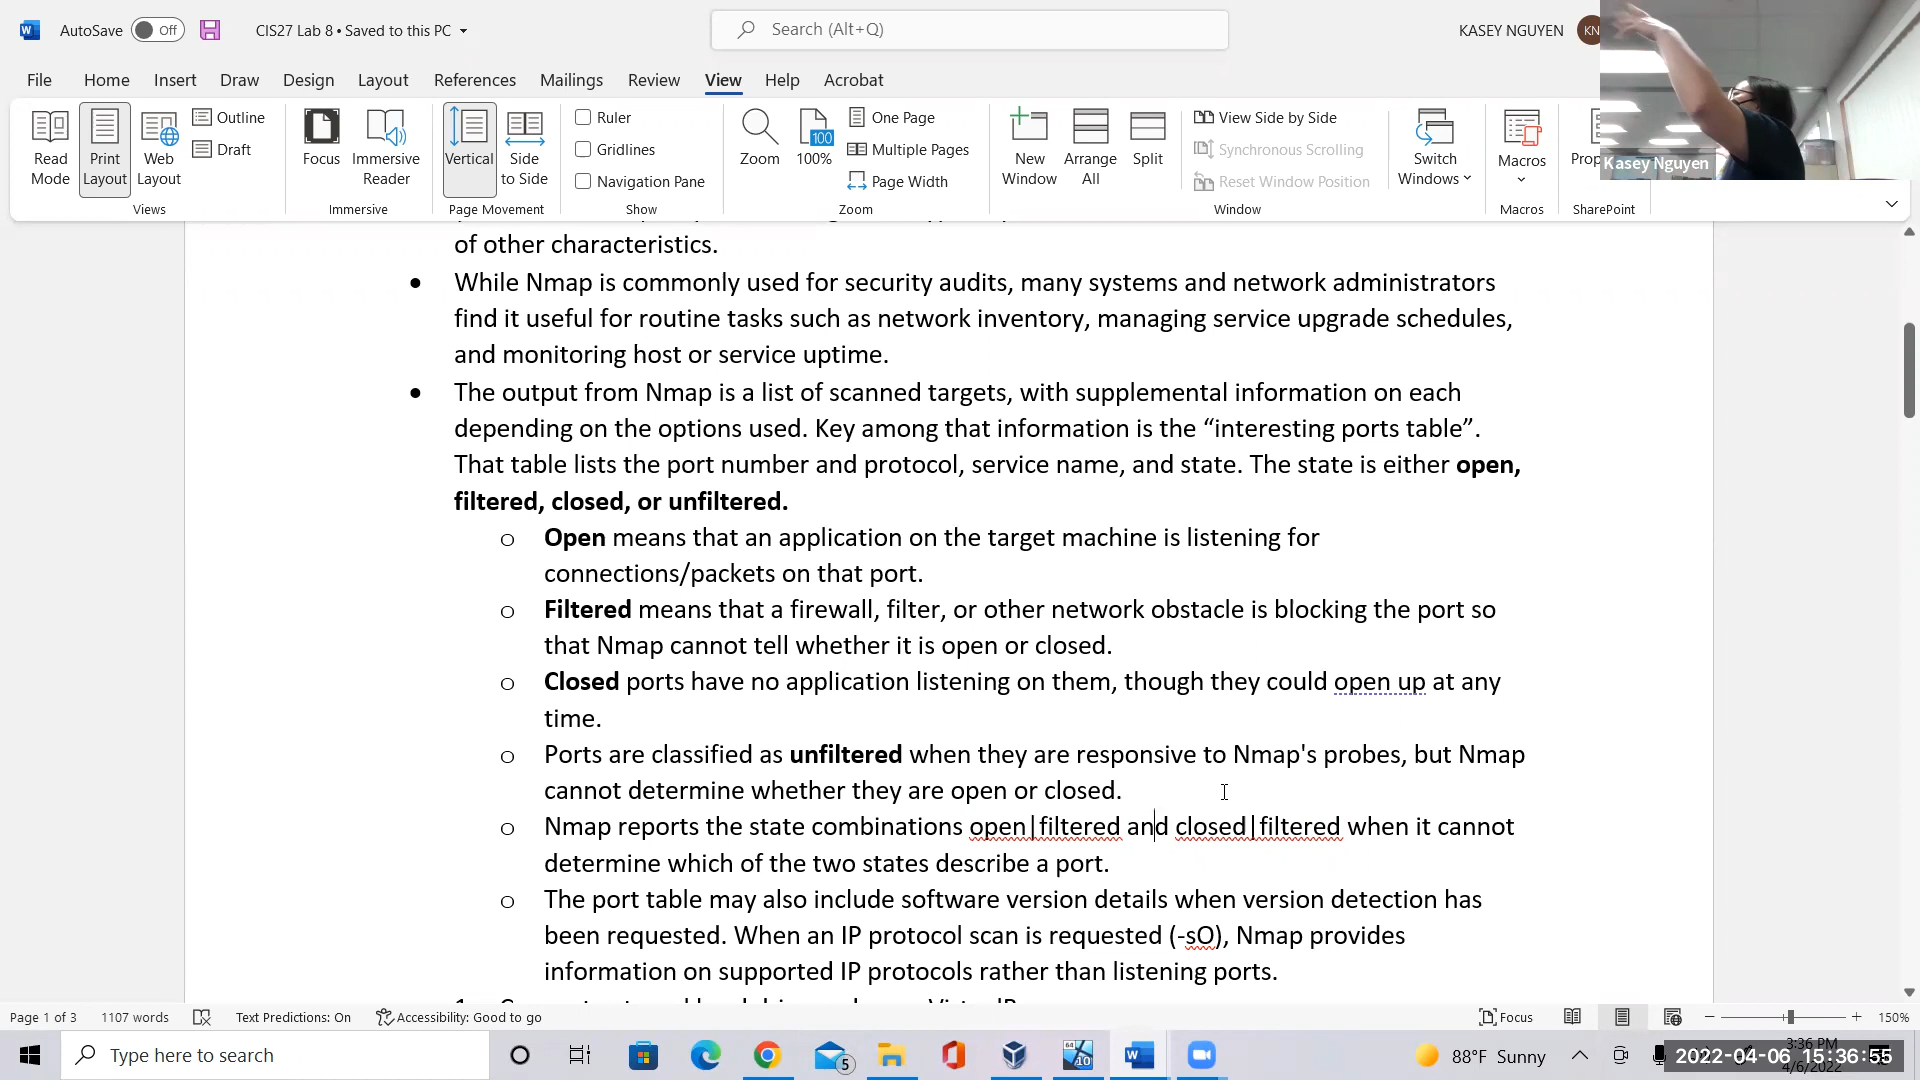 AutoSave Off CIS27 Lab 8 • Saved to this PC Search (Alt+Q) KASEY NGUYEN KN
File Home Insert Draw Design Layout References Mailings Review View Help Acrobat
Read Mode Print Layout Web Layout Outline Draft Focus Immersive Reader Vertical Side to Side Ruler Gridlines Navigation Pane Zoom 100 100% One Page Multiple Pages Page Width New Window Arrange All Split View Side by Side Synchronous Scrolling Reset Window Position Switch Windows Macros
Kasey Nguyen
Views Immersive Page Movement Show Zoom Window Macros SharePoint
of other characteristics.
• While Nmap is commonly used for security audits, many systems and network administrators
find it useful for routine tasks such as network inventory, managing service upgrade schedules,
and monitoring host or service uptime.
• The output from Nmap is a list of scanned targets, with supplemental information on each
depending on the options used. Key among that information is the “interesting ports table”.
That table lists the port number and protocol, service name, and state. The state is either open,
filtered, closed, or unfiltered.
o Open means that an application on the target machine is listening for
connections/packets on that port.
o Filtered means that a firewall, filter, or other network obstacle is blocking the port so
that Nmap cannot tell whether it is open or closed.
o Closed ports have no application listening on them, though they could open up at any
time.
o Ports are classified as unfiltered when they are responsive to Nmap's probes, but Nmap
cannot determine whether they are open or closed.
o Nmap reports the state combinations open|filtered and closed|filtered when it cannot
determine which of the two states describe a port.
o The port table may also include software version details when version detection has
been requested. When an IP protocol scan is requested (-sO), Nmap provides
information on supported IP protocols rather than listening ports.
Page 1 of 3 1107 words Text Predictions: On Accessibility: Good to go Focus 150%
Type here to search 5 64 10 88°F Sunny 3:36 PM
2022-04-06 15:36:55
4/6/2022